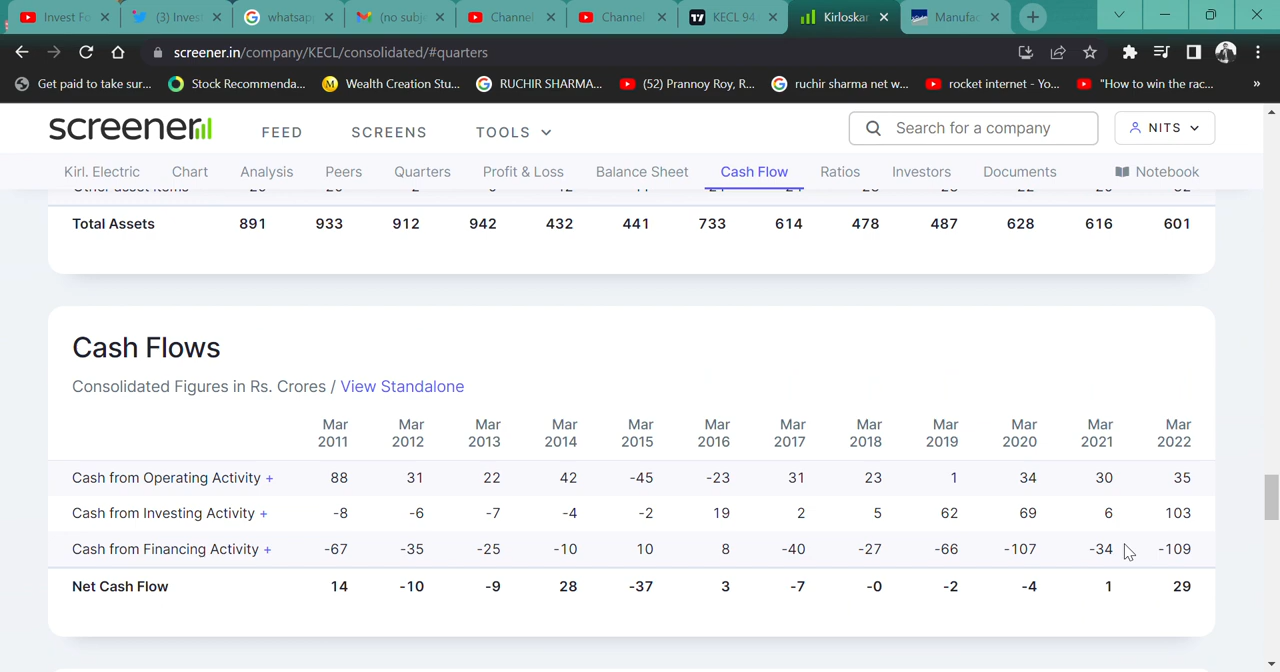 Invest Fo
(3) Invest
whatsap
(no subj
Channel
Channel
KECL 94
Kirloskar
Manufac
screener.in/company/KECL/consolidated/#quarters
Get paid to take sur... Stock Recommenda... Wealth Creation Stu... RUCHIR SHARMA... (52) Prannoy Roy, R... ruchir sharma net w... rocket internet - Yo... "How to win the rac... »
screener FEED SCREENS TOOLS Search for a company NITS
Kirl. Electric Chart Analysis Peers Quarters Profit & Loss Balance Sheet Cash Flow Ratios Investors Documents Notebook
Total Assets 891 933 912 942 432 441 733 614 478 487 628 616 601
Cash Flows
Consolidated Figures in Rs. Crores / View Standalone
Mar 2011 Mar 2012 Mar 2013 Mar 2014 Mar 2015 Mar 2016 Mar 2017 Mar 2018 Mar 2019 Mar 2020 Mar 2021 Mar 2022
Cash from Operating Activity + 88 31 22 42 -45 -23 31 23 1 34 30 35
Cash from Investing Activity + -8 -6 -7 -4 -2 19 2 5 62 69 6 103
Cash from Financing Activity + -67 -35 -25 -10 10 8 -40 -27 -66 -107 -34 -109
Net Cash Flow 14 -10 -9 28 -37 3 -7 -0 -2 -4 1 29